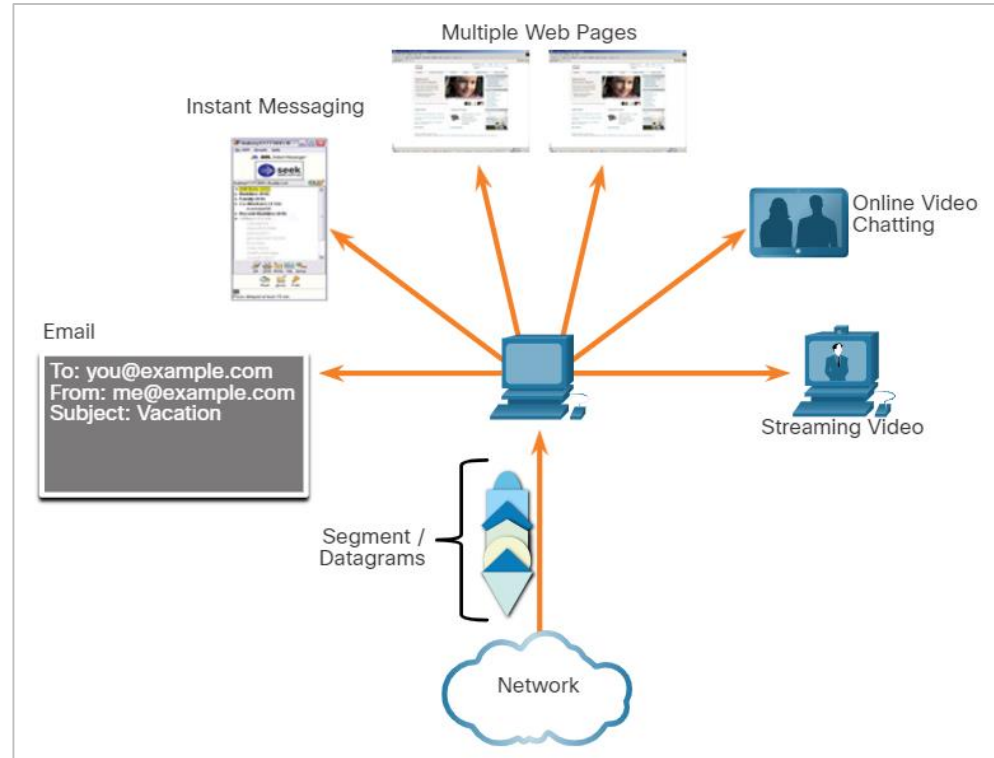 Multiple Web Pages
Instant Messaging
seek
Online Video
Chatting
Email
To: you@example.com
From: me@example.com
Subject: Vacation
Streaming Video
Segment /
Datagrams
Network